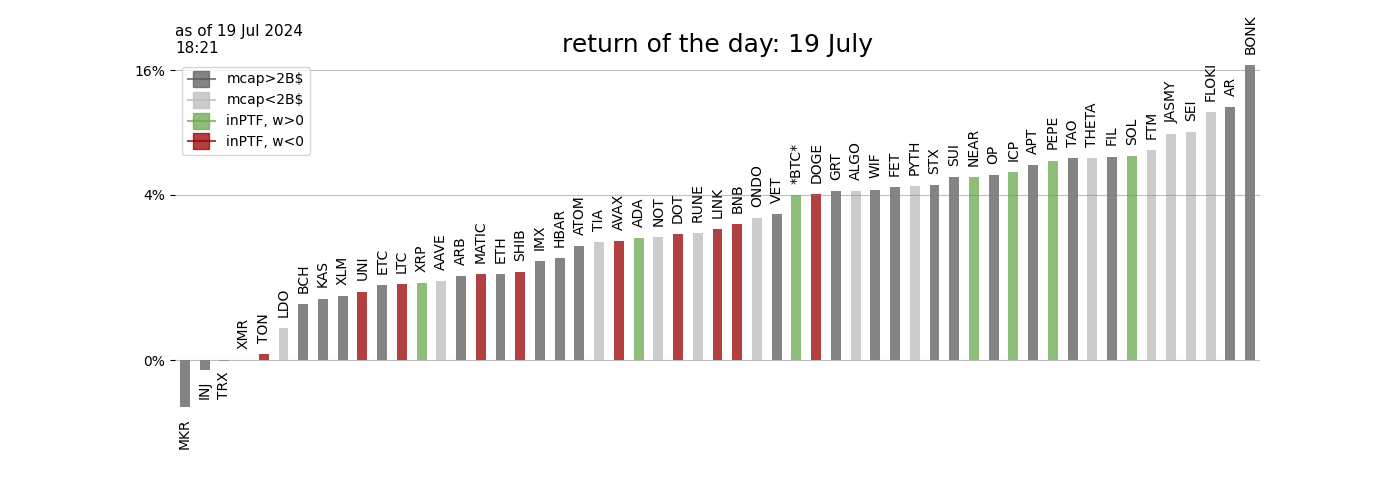 as of 19 Jul 2024
18:21
return of the day: 19 July
16%
4%
0%
mcap>2B$
mcap<2B$
inPTF, w>0
inPTF, w<0
MKR
INJ
TRX
XMR
TON
LDO
BCH
KAS
XLM
UNI
ETC
LTC
XRP
AAVE
ARB
MATIC
ETH
SHIB
IMX
HBAR
ATOM
TIA
AVAX
ADA
NOT
DOT
RUNE
LINK
BNB
ONDO
VET
*BTC*
DOGE
GRT
ALGO
WIF
FET
PYTH
STX
SUI
NEAR
OP
ICP
APT
PEPE
TAO
THETA
FIL
SOL
FTM
JASMY
SEI
FLOKI
AR
BONK